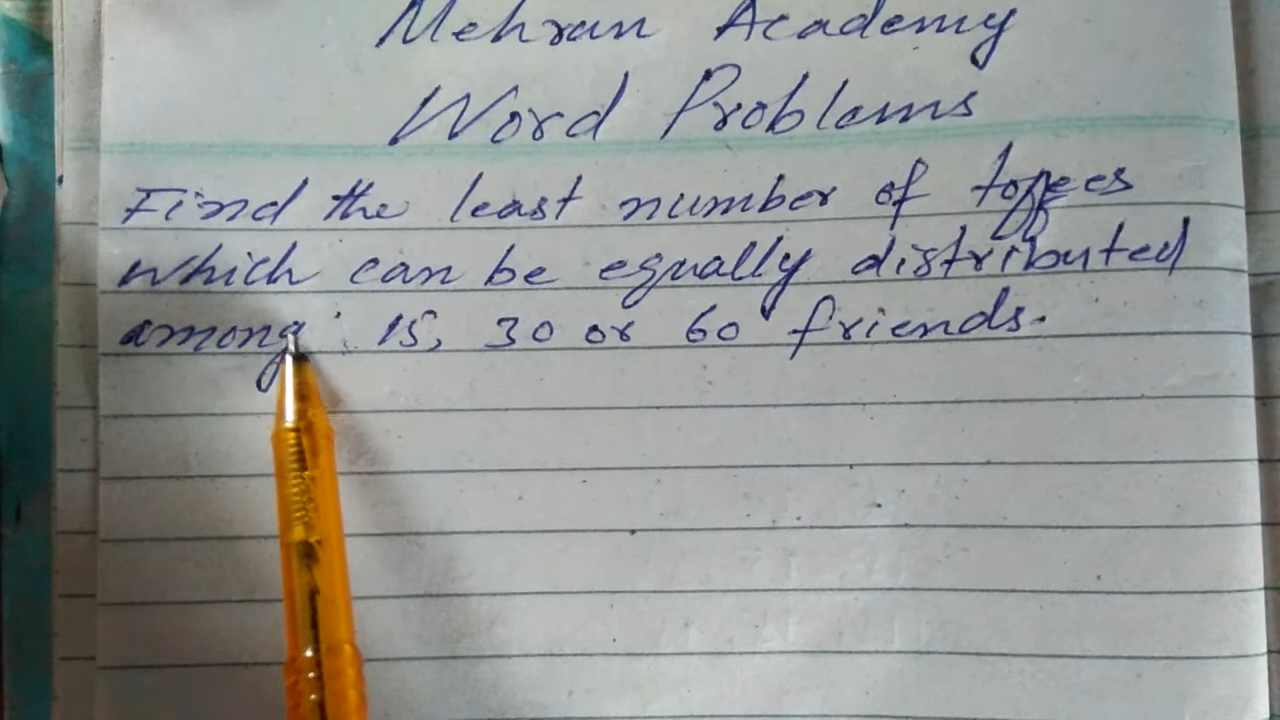 Mehran Academy
Word Problems
Find the least number of toffees
which can be equally distributed
among 15, 30 or 60 friends.